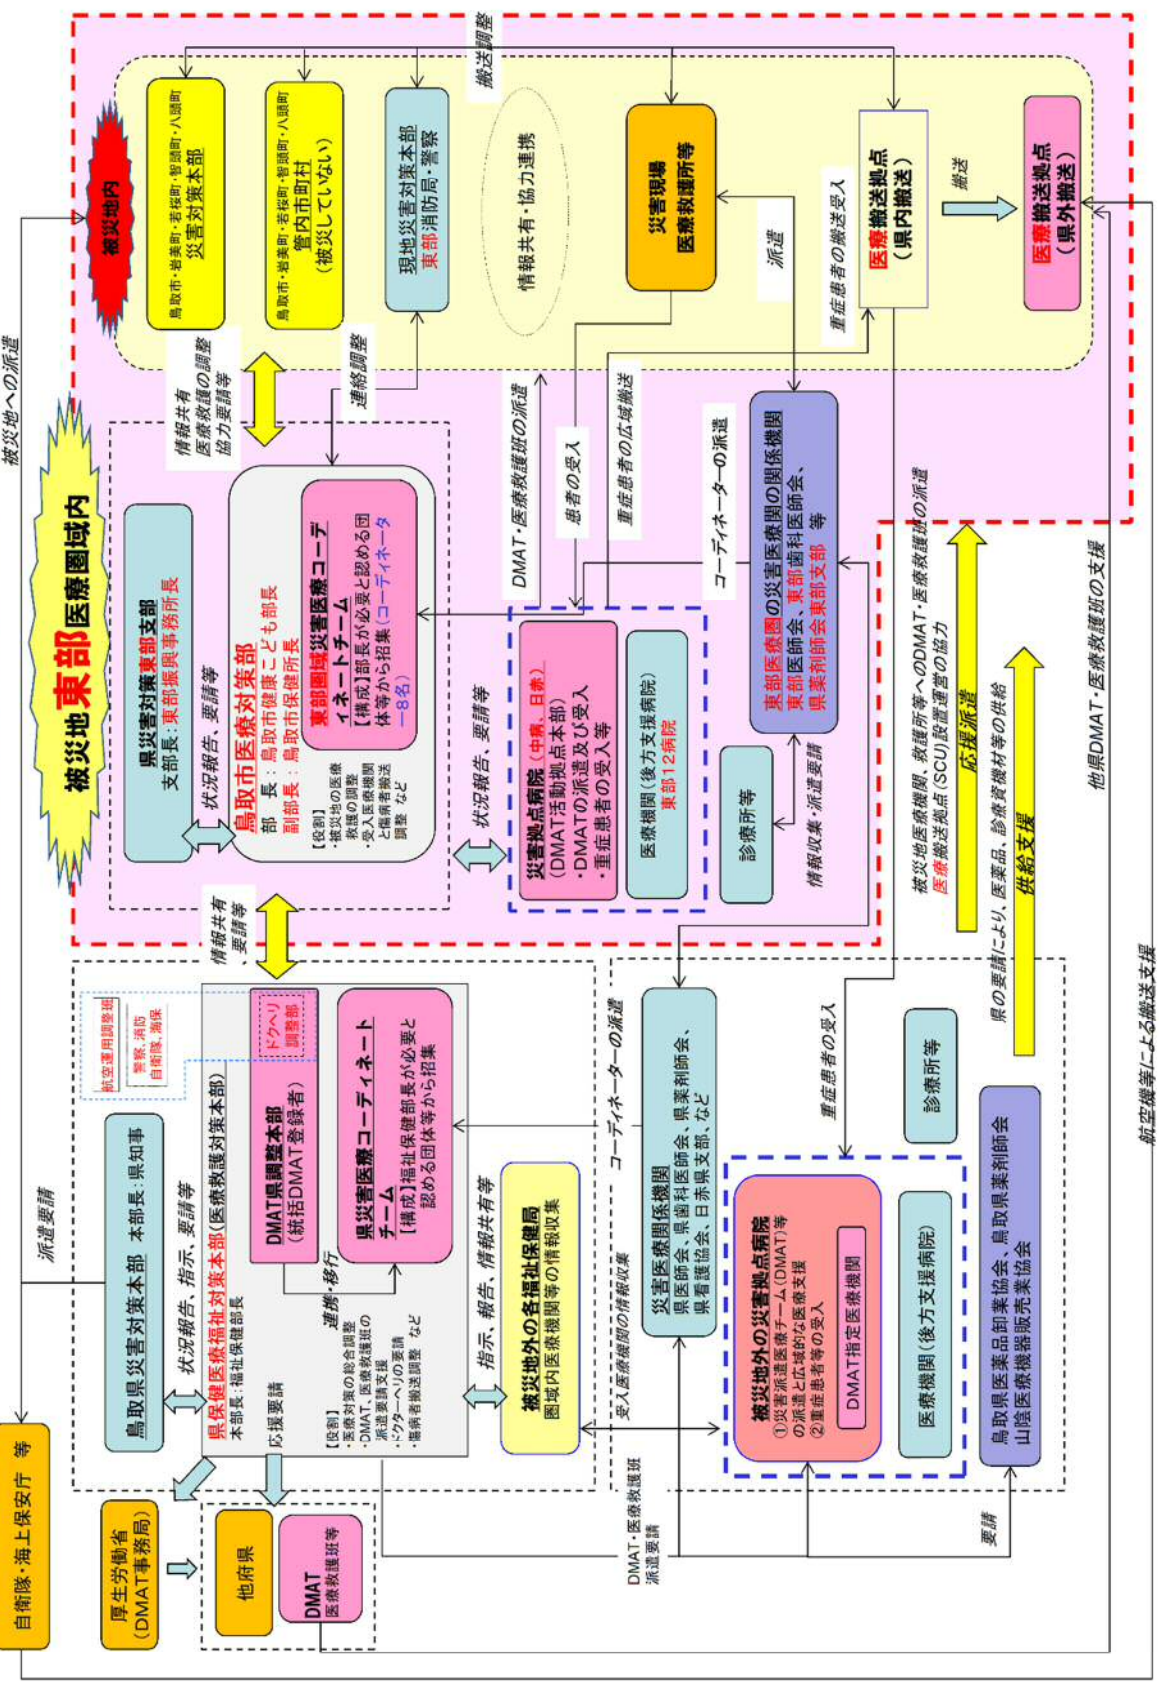 被災地への派遣
被災地東部医療圏域内
被災地内
自衛隊・海上保安庁 等
派遣要請
厚生労働省
(DMAT事務局)
他府県
DMAT
医療救護班等
鳥取県災害対策本部 本部長:県知事
状況報告、指示、要請等
県保健医療福祉対策本部(医療救護対策本部)
本部長:福祉保健部長
応援要請
【役割】
・医療対策の総合調整
・DMAT、医療救護班の
派遣要請支援
・ドクターヘリの要請
・傷病者搬送調整 など
航空運用調整班
警察、消防
自衛隊、海保
ドクヘリ
調整部
DMAT県調整本部
(統括DMAT登録者)
連携・移行
県災害医療コーディネート
チーム
【構成】福祉保健部長が必要と
認める団体等から招集
指示、報告、情報共有等
被災地外の各福祉保健局
圏域内医療機関等の情報収集
情報共有
、要請等
県災害対策東部支部
支部長:東部振興事務所長
状況報告、要請等
鳥取市医療対策部
部 長:鳥取市健康こども部長
副部長:鳥取市保健所長
【役割】
・被災地の医療
救護の調整
・受入医療機関
と傷病者搬送
調整 など
東部圏域災害医療コーデ
ィネートチーム
【構成】部長が必要と認める団
体等から招集(コーディネータ
ー8名)
情報共有
医療救護の調整
協力要請等
連絡調整
鳥取市・岩美町・若桜町・智頭町・八頭町
災害対策本部
鳥取市・岩美町・若桜町・智頭町・八頭町
管内市町村
(被災していない)
現地災害対策本部
東部消防局・警察
搬送調整
情報共有・協力連携
災害現場
医療救護所等
派遣
重症患者の搬送受入
医療搬送拠点
(県内搬送)
搬送
医療搬送拠点
(県外搬送)
DMAT・医療救護班の派遣
患者の受入
重症患者の広域搬送
コーディネーターの派遣
状況報告、要請等
災害拠点病院(中病、日赤)
(DMAT活動拠点本部)
・DMATの派遣及び受入
・重症患者の受入等
医療機関(後方支援病院)
東部12病院
診療所等
情報収集・派遣要請
東部医療圏の災害医療関の関係機関
東部医師会、東部歯科医師会、
県薬剤師会東部支部 等
コーディネーターの派遣
災害医療関係機関
県医師会、県歯科医師会、県薬剤師会、
県看護協会、日赤県支部、など
受入医療機関の情報収集
DMAT・医療救護班
派遣要請
重症患者の受入
被災地外の災害拠点病院
①災害派遣医療チーム(DMAT)等
の派遣と広域的な医療支援
②重症患者等の受入
DMAT指定医療機関
医療機関(後方支援病院)
診療所等
要請
鳥取県医薬品卸業協会、鳥取県薬剤師会
山陰医療機器販売業協会
被災地医療機関、救護所等へのDMAT・医療救護班の派遣
医療搬送拠点(SCU)設置運営の協力
応援派遣
県の要請により、医薬品、診療資機材等の供給
供給支援
他県DMAT・医療救護班の支援
航空機等による搬送支援